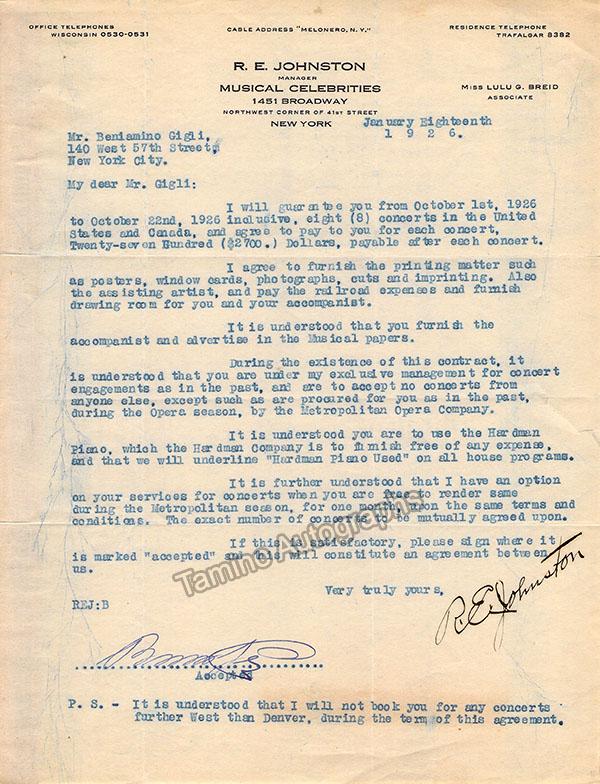 OFFICE TELEPHONES
WISCONSIN 0530-0531
CABLE ADDRESS "MELONERO, N.Y."
RESIDENCE TELEPHONE
TRAFALGAR 8382
R. E. JOHNSTON
MANAGER
MUSICAL CELEBRITIES
1451 BROADWAY
NORTHWEST CORNER OF 41ST STREET
NEW YORK
MISS LULU G. BREID
ASSOCIATE
January Eighteenth
1 9 2 6.
Mr. Beniamino Gigli,
140 West 57th Street,
New York City.
My dear Mr. Gigli:
I will guarantee you from October 1st, 1926
to October 22nd, 1926 inclusive, eight (8) concerts in the United
States and Canada, and agree to pay to you for each concert,
Twenty-seven Hundred ($2700.) Dollars, payable after each concert.
I agree to furnish the printing matter such
as posters, window cards, photographs, cuts and imprinting. Also
the assisting artist, and pay the railroad expenses and furnish
drawing room for you and your accompanist.
It is understood that you furnish the
accompanist and advertise in the Musical papers.
During the existence of this contract, it
is understood that you are under my exclusive management for concert
engagements as in the past, and are to accept no concerts from
anyone else, except such as are procured for you as in the past,
during the Opera season, by the Metropolitan Opera Company.
It is understood you are to use the Hardman
Piano, which the Hardman Company is to furnish free of any expense,
and that we will underline "Hardman Piano Used" on all house programs.
It is further understood that I have an option
on your services for concerts when you are free to render same
during the Metropolitan season, for one month, upon the same terms and
conditions. The exact number of concerts to be mutually agreed upon.
If this is satisfactory, please sign where it
is marked "accepted" and this will constitute an agreement between
us.
Very truly yours,
R.E. Johnston
REJ:B
Accepted
P. S. - It is understood that I will not book you for any concerts
further West than Denver, during the term of this agreement.
Tamino Autographs